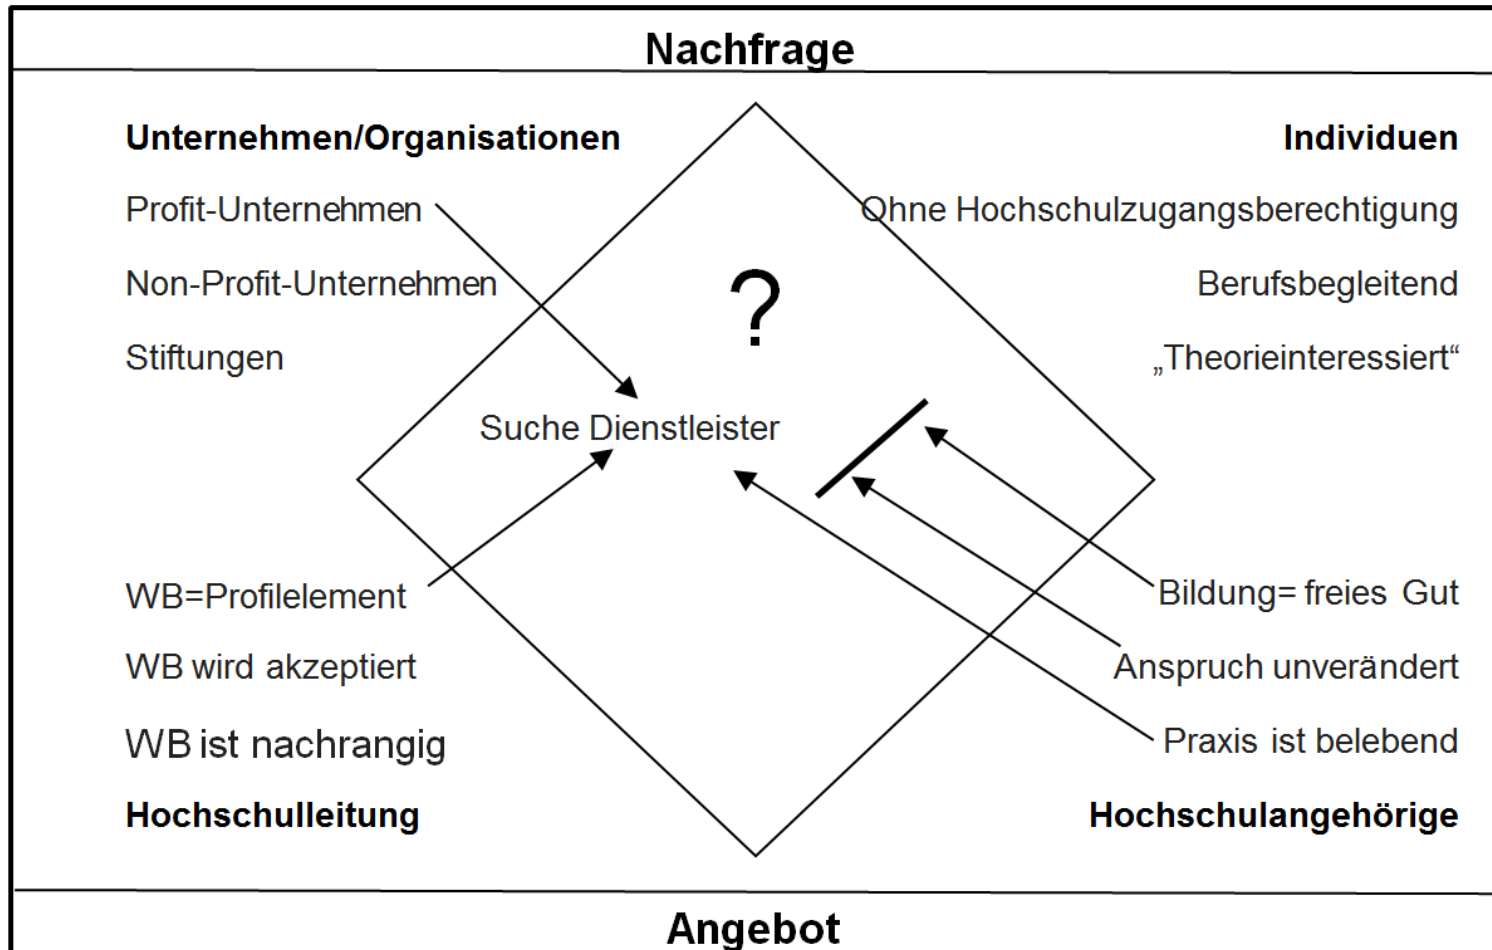 Nachfrage
Unternehmen/Organisationen
Individuen
Profit-Unternehmen
Ohne Hochschulzugangsberechtigung
Non-Profit-Unternehmen
?
Berufsbegleitend
Stiftungen
„Theorieinteressiert“
Suche Dienstleister
WB=Profilelement
Bildung= freies Gut
WB wird akzeptiert
Anspruch unverändert
WB ist nachrangig
Praxis ist belebend
Hochschulleitung
Hochschulangehörige
Angebot